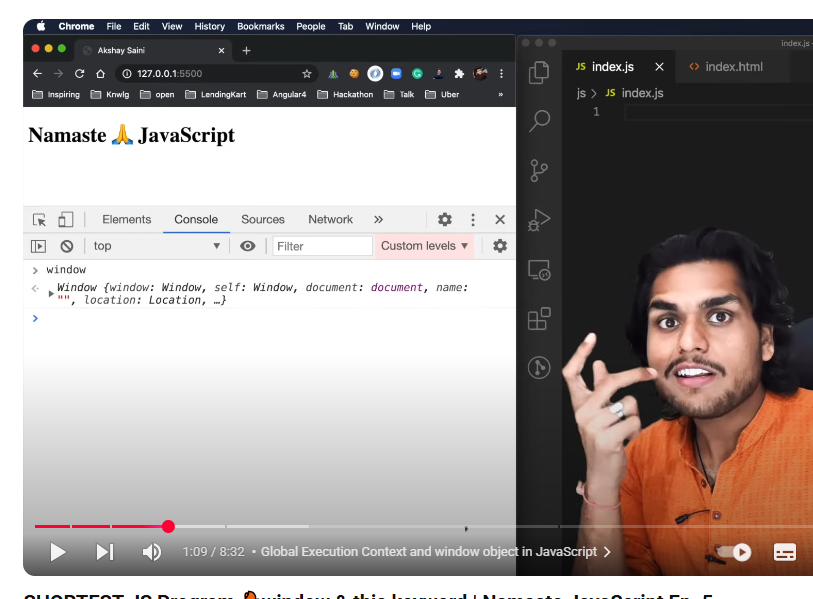 Chrome File Edit View History Bookmarks People Tab Window Help
Akshay Saini
index.js -
127.0.0.1:5500
JS index.js
index.html
Inspiring Knwlg open LendingKart Angular4 Hackathon Talk Uber »
js > JS index.js
1
Namaste 🙏 JavaScript
Elements Console Sources Network »
top Filter Custom levels ▼
> window
Window {window: Window, self: Window, document: document, name:
"", location: Location, …}
>
1:09 / 8:32 • Global Execution Context and window object in JavaScript >
SHORTEST JS Program 🔥window & this keyword | Namaste JavaScript Ep. 5